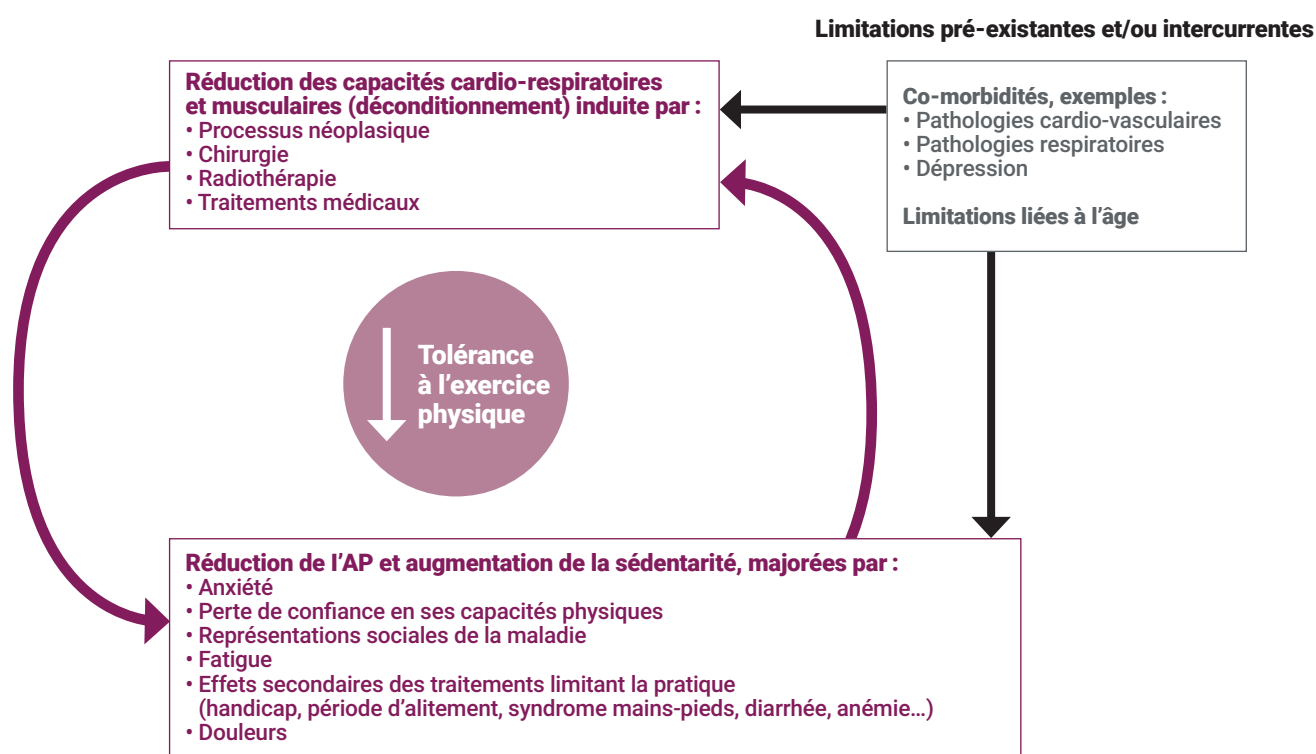 Limitations pré-existantes et/ou intercurrentes
Réduction des capacités cardio-respiratoires
et musculaires (déconditionnement) induite par :
• Processus néoplasique
• Chirurgie
• Radiothérapie
• Traitements médicaux
Co-morbidités, exemples :
• Pathologies cardio-vasculaires
• Pathologies respiratoires
• Dépression
Limitations liées à l’âge
Tolérance
à l’exercice
physique
Réduction de l’AP et augmentation de la sédentarité, majorées par :
• Anxiété
• Perte de confiance en ses capacités physiques
• Représentations sociales de la maladie
• Fatigue
• Effets secondaires des traitements limitant la pratique
(handicap, période d’alitement, syndrome mains-pieds, diarrhée, anémie…)
• Douleurs